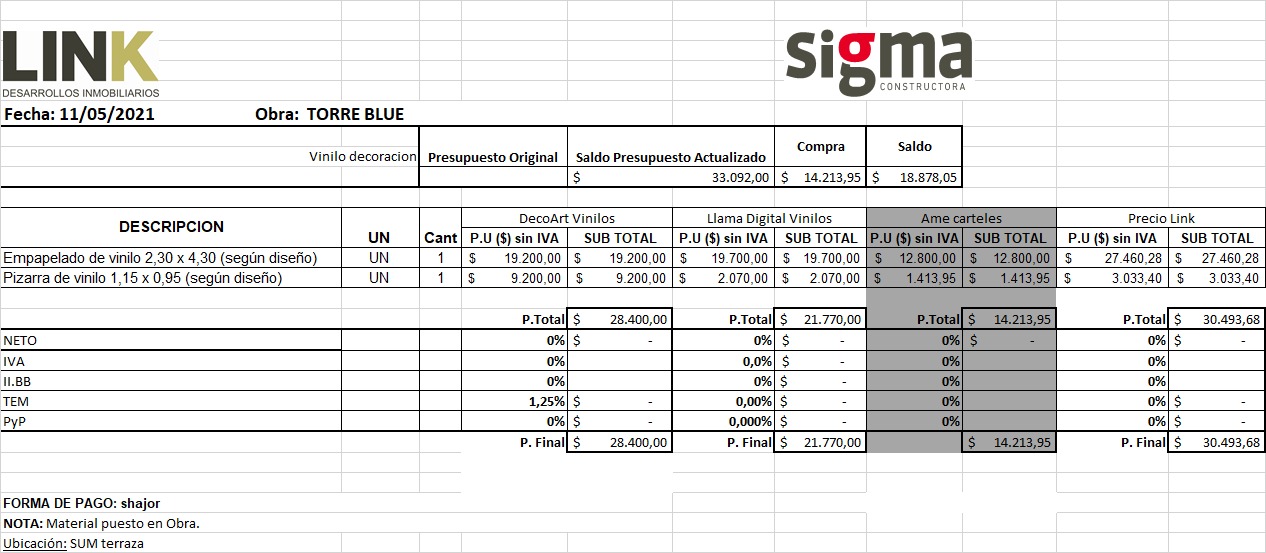 LINK
DESARROLLOS INMOBILIARIOS
sigma
CONSTRUCTORA
Fecha: 11/05/2021 Obra: TORRE BLUE
Vinilo decoracion Presupuesto Original Saldo Presupuesto Actualizado Compra Saldo
$ 33.092,00 $ 14.213,95 $ 18.878,05
DESCRIPCION UN Cant DecoArt Vinilos Llama Digital Vinilos Ame carteles Precio Link
P.U ($) sin IVA SUB TOTAL P.U ($) sin IVA SUB TOTAL P.U ($) sin IVA SUB TOTAL P.U ($) sin IVA SUB TOTAL
Empapelado de vinilo 2,30 x 4,30 (según diseño) UN 1 $ 19.200,00 $ 19.200,00 $ 19.700,00 $ 19.700,00 $ 12.800,00 $ 12.800,00 $ 27.460,28 $ 27.460,28
Pizarra de vinilo 1,15 x 0,95 (según diseño) UN 1 $ 9.200,00 $ 9.200,00 $ 2.070,00 $ 2.070,00 $ 1.413,95 $ 1.413,95 $ 3.033,40 $ 3.033,40
P.Total $ 28.400,00 P.Total $ 21.770,00 P.Total $ 14.213,95 P.Total $ 30.493,68
NETO 0% $ - 0% $ - 0% $ - 0% $ -
IVA 0% 0,0% $ - 0% 0%
II.BB 0% 0% $ - 0% 0%
TEM 1,25% $ - 0,00% $ - 0% 0% $ -
PyP 0% $ - 0,000% $ - 0% 0% $ -
P. Final $ 28.400,00 P. Final $ 21.770,00 $ 14.213,95 P. Final $ 30.493,68
FORMA DE PAGO: shajor
NOTA: Material puesto en Obra.
Ubicación: SUM terraza